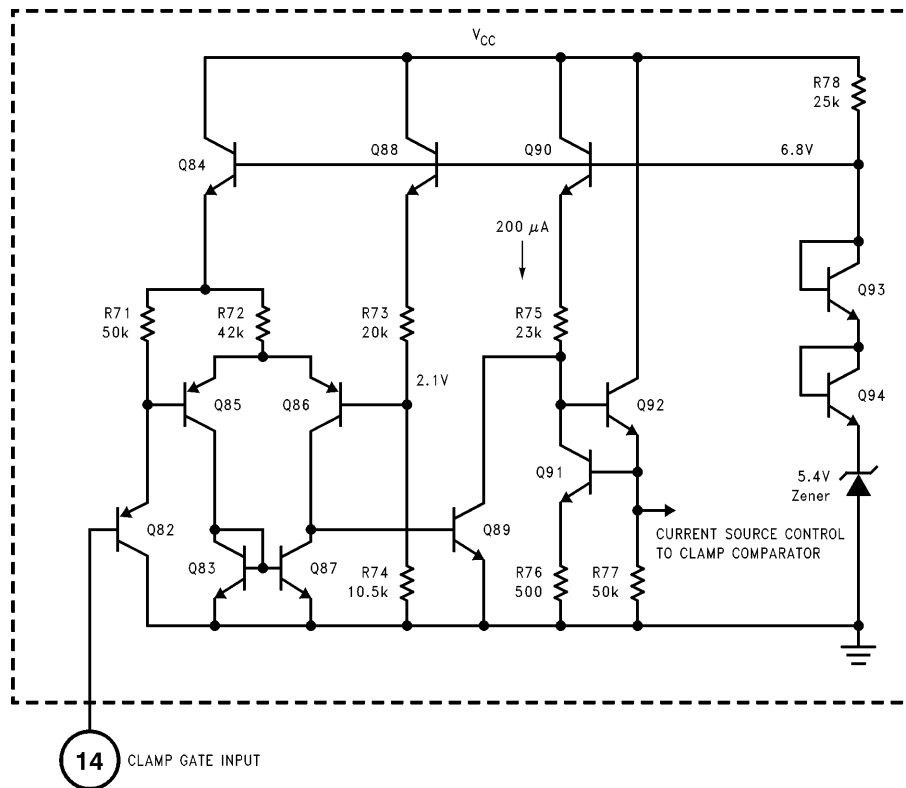 VCC
R78
25k
Q84
Q88
Q90
6.8V
200 μA
Q93
R71
50k
R72
42k
R73
20k
R75
23k
2.1V
Q85
Q86
Q92
Q94
Q91
5.4V
Zener
Q82
Q83
Q87
Q89
CURRENT SOURCE CONTROL
TO CLAMP COMPARATOR
R74
10.5k
R76
500
R77
50k
14 CLAMP GATE INPUT